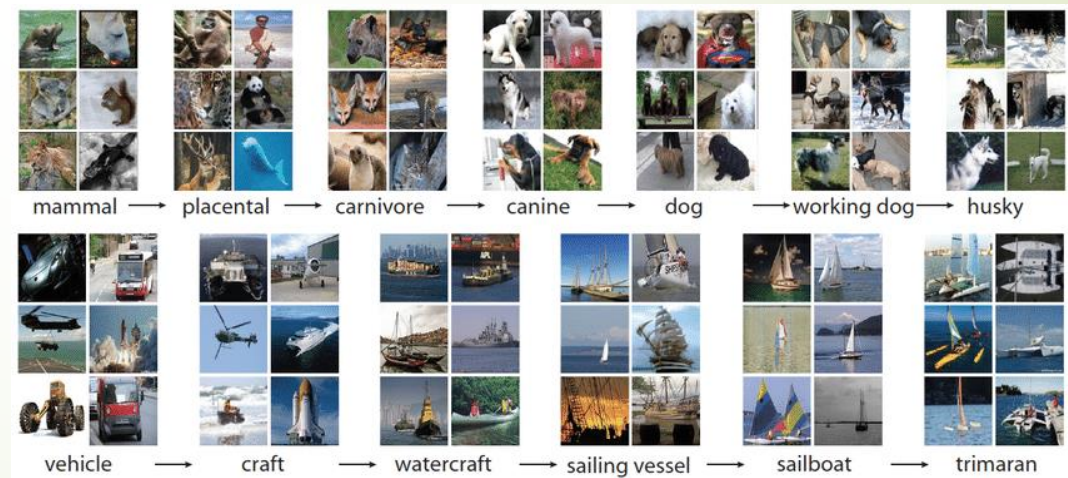 mammal → placental → carnivore → canine → dog → working dog → husky
vehicle → craft → watercraft → sailing vessel → sailboat → trimaran